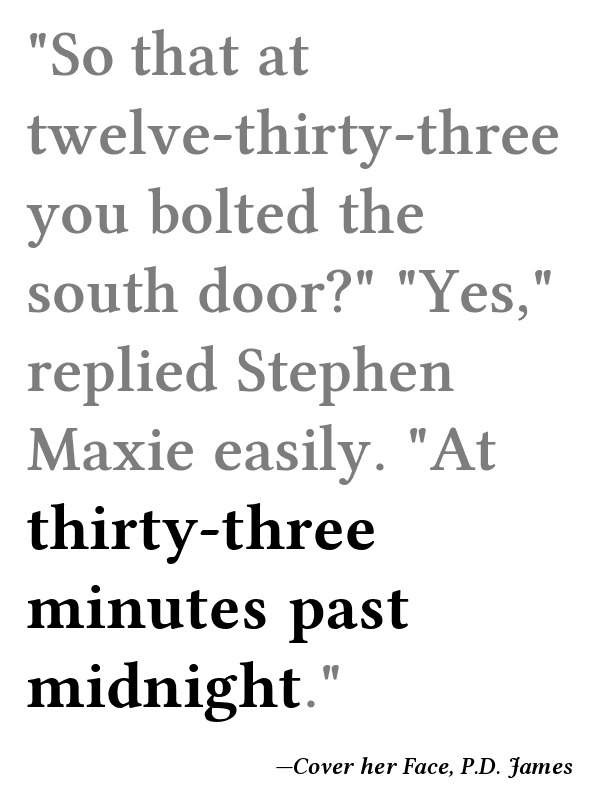 "So that at
twelve-thirty-three
you bolted the
south door?" "Yes,"
replied Stephen
Maxie easily. "At
thirty-three
minutes past
midnight."
—Cover her Face, P.D. James